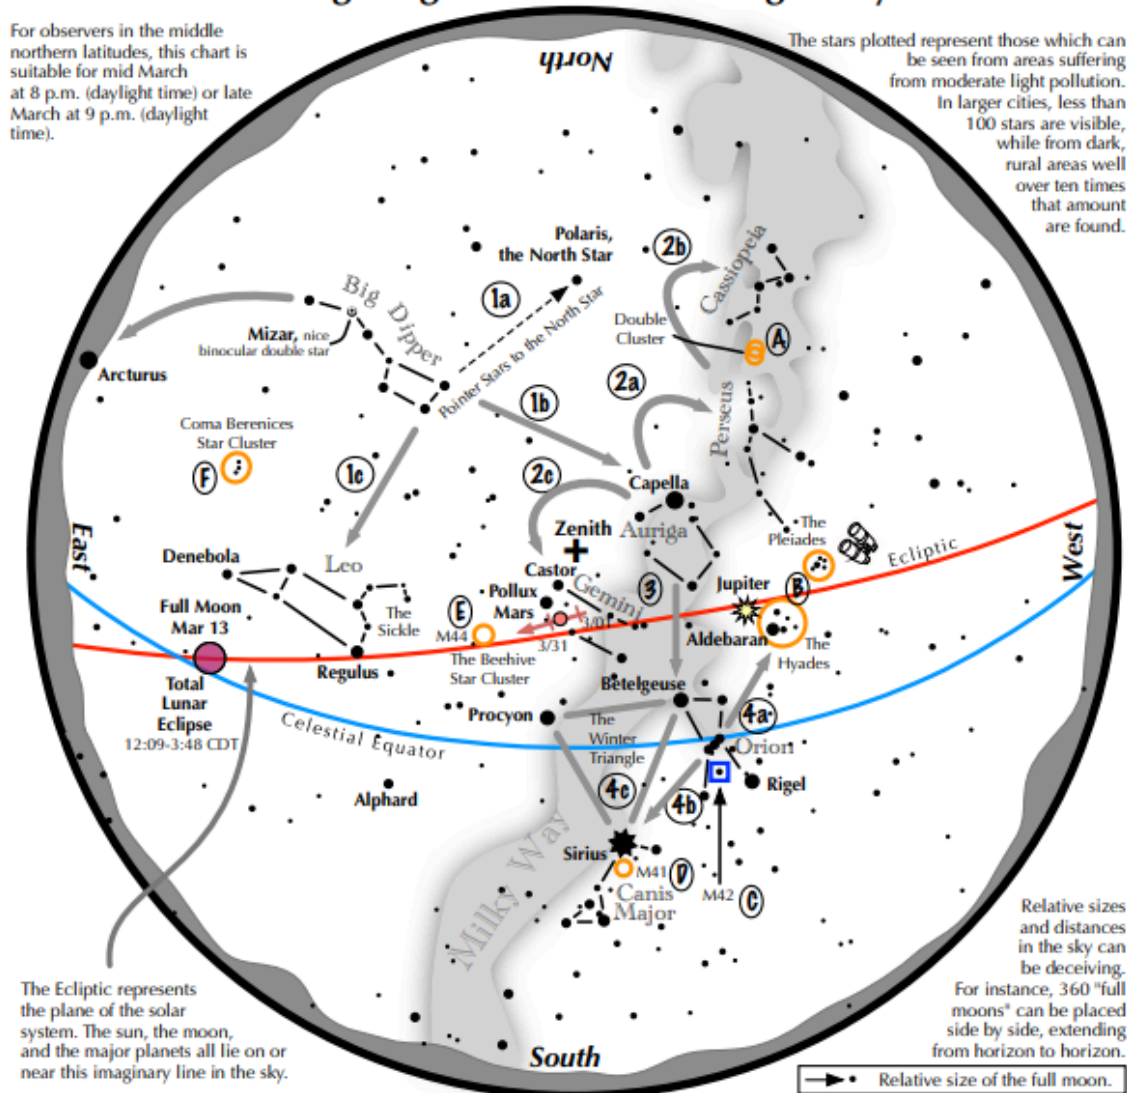 For observers in the middle
northern latitudes, this chart is
suitable for mid March
at 8 p.m. (daylight time) or late
March at 9 p.m. (daylight
time).
The stars plotted represent those which can
be seen from areas suffering
from moderate light pollution.
In larger cities, less than
100 stars are visible,
while from dark,
rural areas well
over ten times
that amount
are found.
North
Polaris,
the North Star
2b
Cassiopeia
1a
Big Dipper
Mizar, nice
binocular double star
Pointer Stars to the North Star
Double
Cluster
A
Arcturus
1b
2a
Perseus
Coma Berenices
Star Cluster
F
1c
2c
Capella
Auriga
Zenith
The
Pleiades
East
West
Ecliptic
Denebola
Leo
Castor
Pollux
Mars
Gemini
3
Jupiter
B
Full Moon
Mar 13
The
Sickle
E
M44
3/01
3/31
Aldebaran
The
Hyades
Regulus
The Beehive
Star Cluster
Total
Lunar
Eclipse
12:09-3:48 CDT
Betelgeuse
Procyon
The
Winter
Triangle
4a
Orion
Celestial Equator
Alphard
4c
4b
Rigel
Sirius
M41
D
M42
C
Canis
Major
Milky Way
South
The Ecliptic represents
the plane of the solar
system. The sun, the moon,
and the major planets all lie on or
near this imaginary line in the sky.
Relative sizes
and distances
in the sky can
be deceiving.
For instance, 360 "full
moons" can be placed
side by side, extending
from horizon to horizon.
Relative size of the full moon.